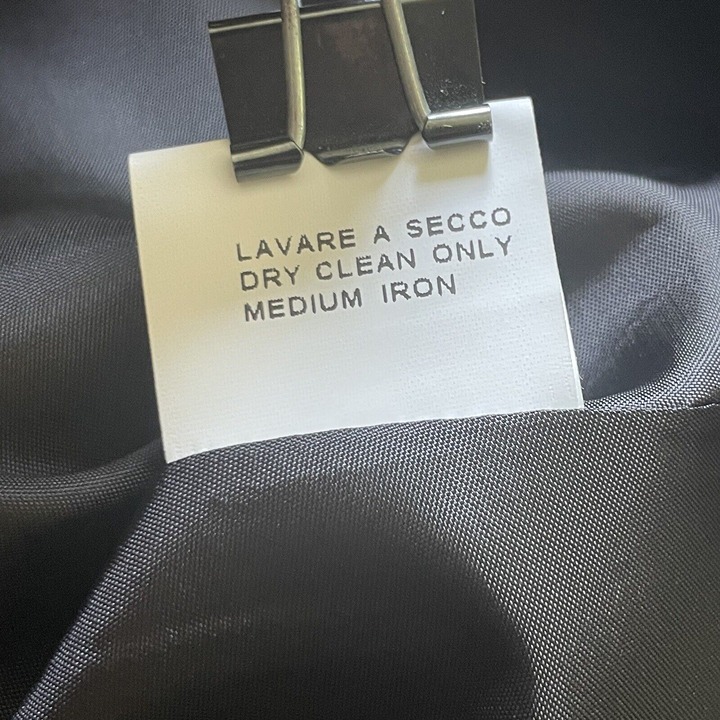 LAVARE A SECCO
DRY CLEAN ONLY
MEDIUM IRON